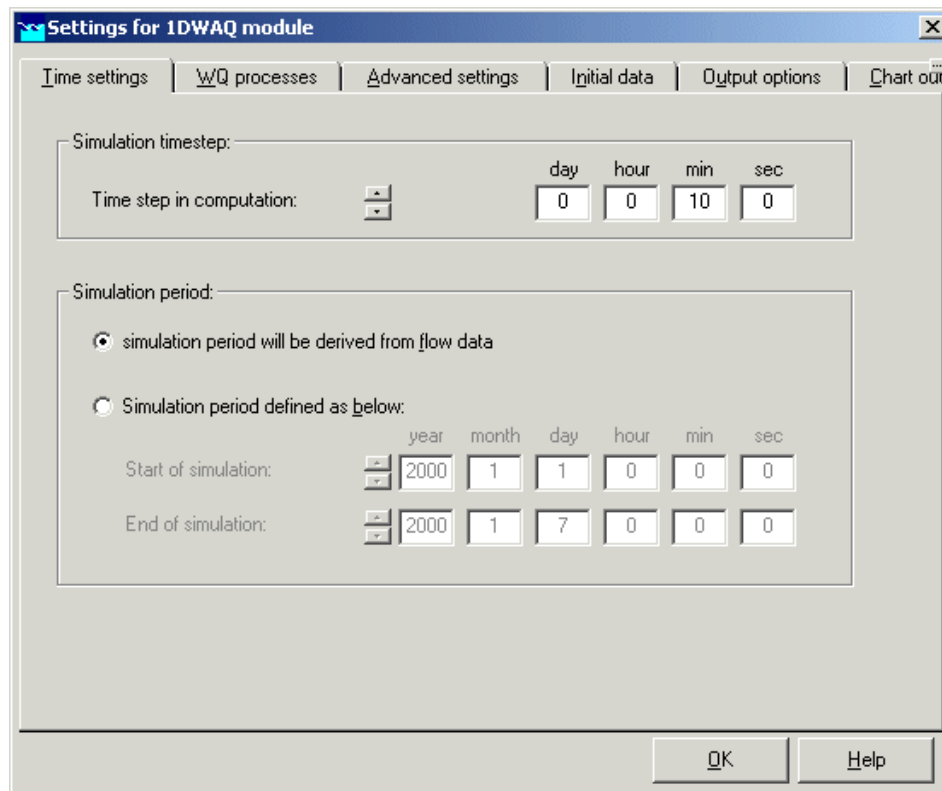 Settings for 1DWAQ module
Time settings WQ processes Advanced settings Initial data Output options Chart
Simulation timestep:
day hour min sec
Time step in computation: 0 0 10 0
Simulation period:
simulation period will be derived from flow data
Simulation period defined as below:
year month day hour min sec
Start of simulation: 2000 1 1 0 0 0
End of simulation: 2000 1 7 0 0 0
OK Help